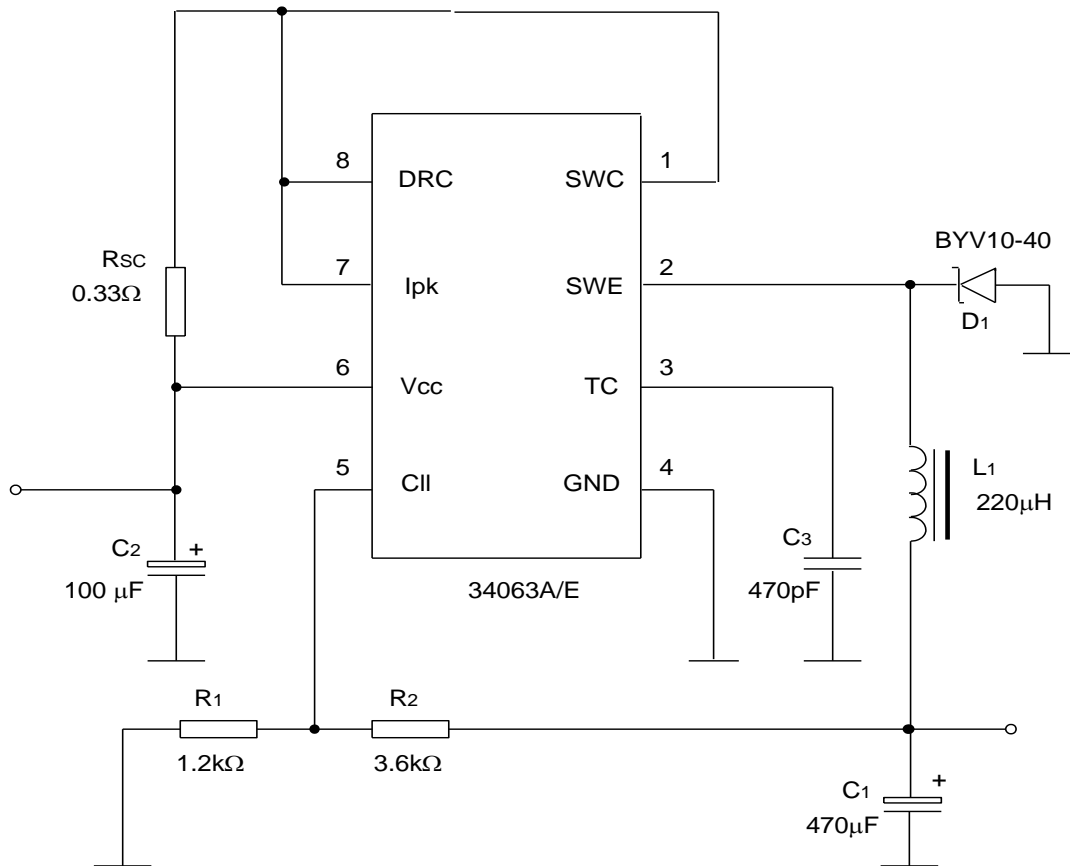 8 DRC SWC 1
BYV10-40
RSC
0.33Ω
7 Ipk SWE 2
D1
6 Vcc TC 3
5 CII GND 4
L1
220μH
C2 +
100 μF
C3
470pF
34063A/E
R1 R2
1.2kΩ 3.6kΩ
C1 +
470μF